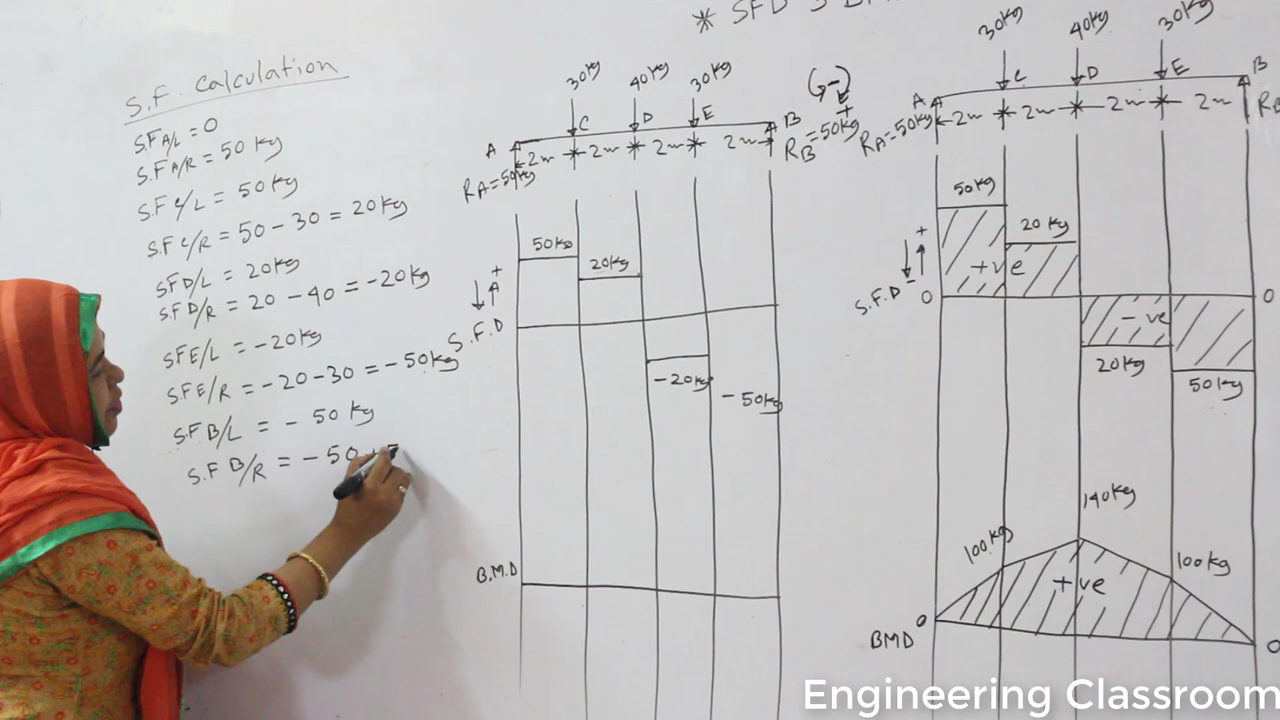 * SFD
S.F. Calculation
S.F A/L = 0
S.F A/R = 50 kg
S.F C/L = 50 kg
S.F C/R = 50 - 30 = 20 kg
S.F D/L = 20 kg
S.F D/R = 20 - 40 = -20 kg
S.F E/L = -20 kg
S.F E/R = -20 - 30 = -50 kg
S.F B/L = - 50 kg
S.F B/R = - 50 +
30kg 40kg 30kg
A C D E B
2m 2m 2m 2m
RA = 50kg RB = 50kg
(- +
50kg
20kg
+
S.F.D
-20kg
-50kg
B.M.D
30kg 40kg 30kg
A C D E B
RA = 50kg 2m 2m 2m 2m
50kg
20kg
+
+ve
-
S.F.D 0 0
- ve
20kg
50kg
140kg
100kg 100kg
+ve
0
BMD 0
Engineering Classroom